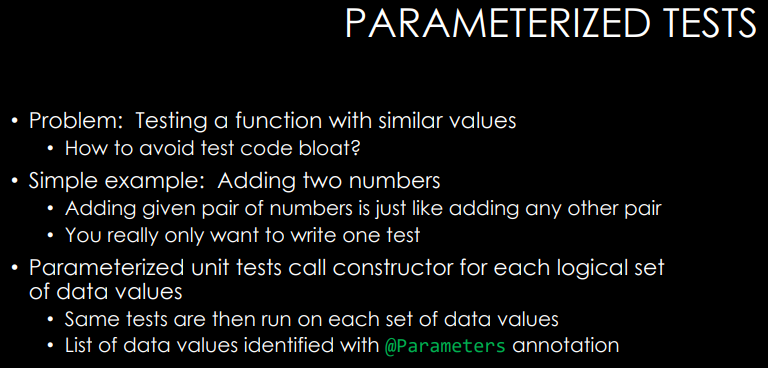 PARAMETERIZED TESTS
• Problem: Testing a function with similar values
• How to avoid test code bloat?
• Simple example: Adding two numbers
• Adding given pair of numbers is just like adding any other pair
• You really only want to write one test
• Parameterized unit tests call constructor for each logical set
of data values
• Same tests are then run on each set of data values
• List of data values identified with @Parameters annotation